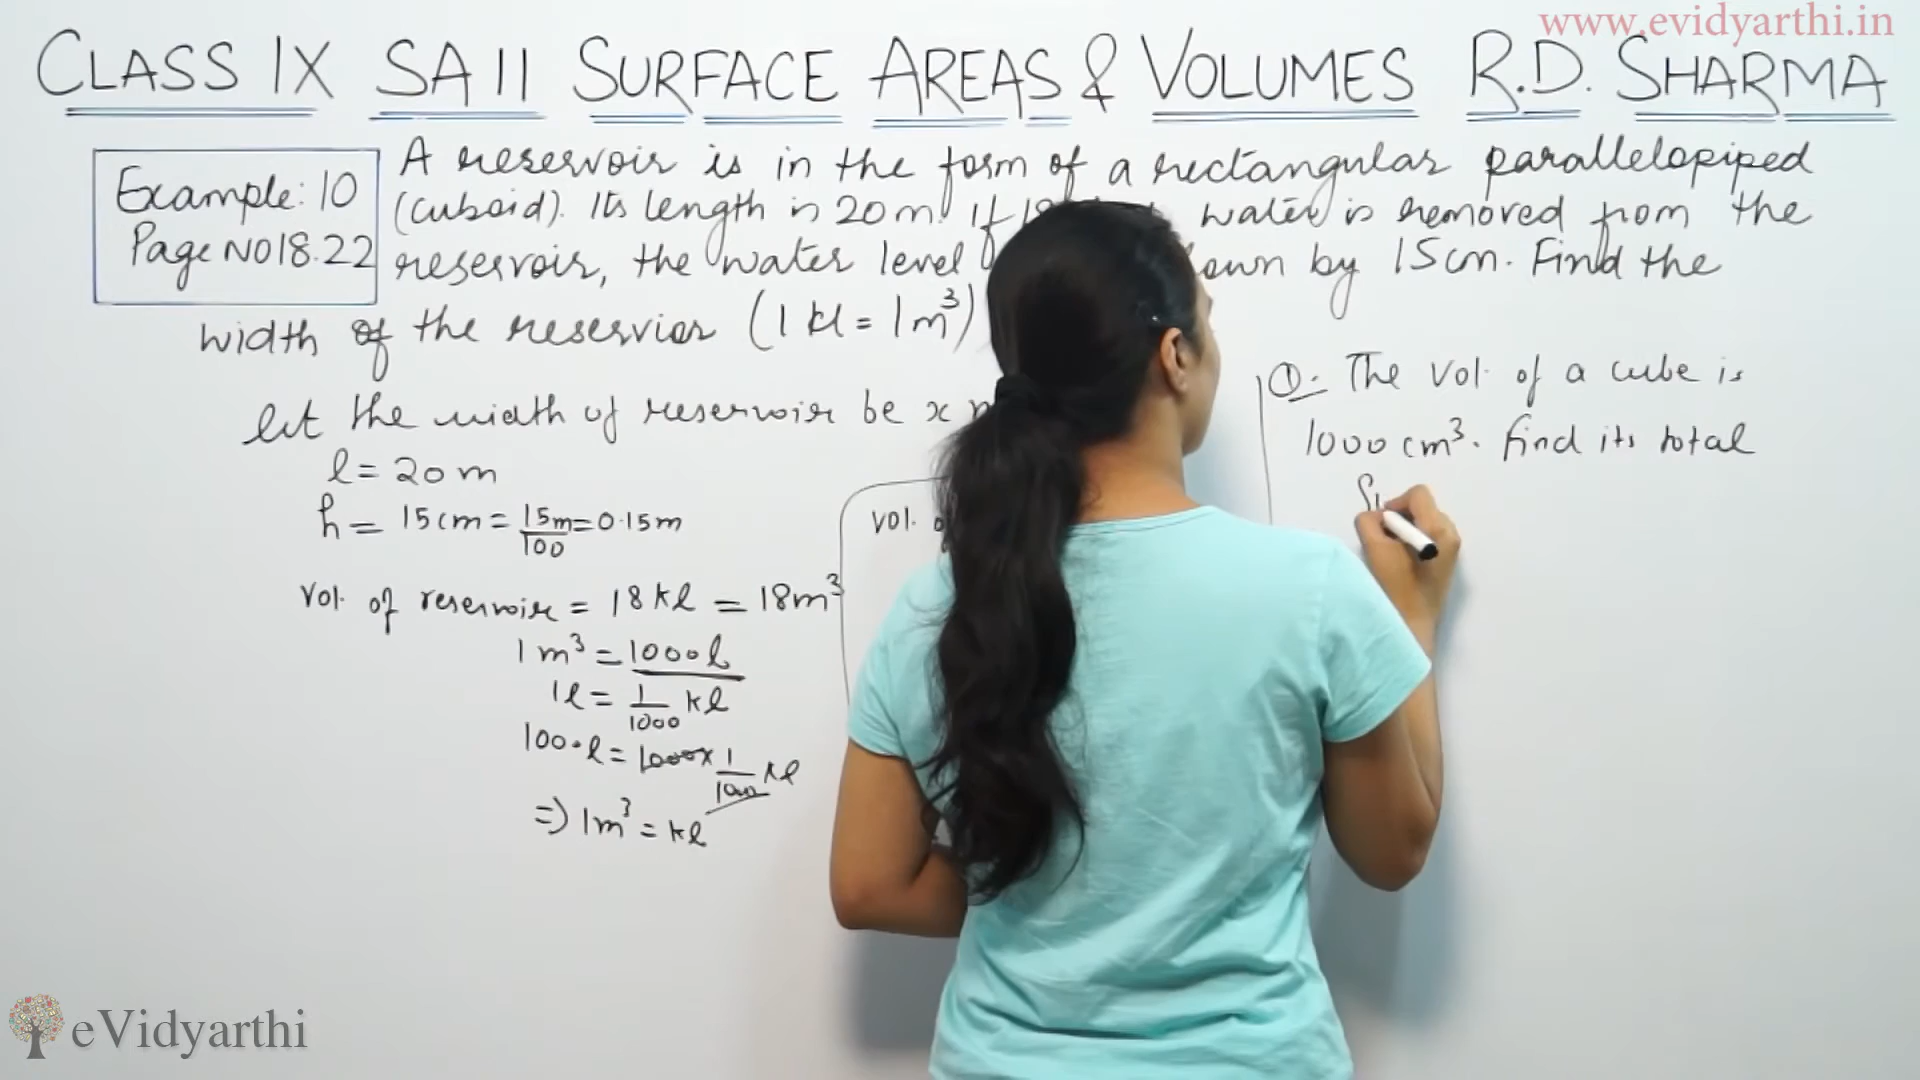 www.evidyarthi.in
CLASS IX SA II SURFACE AREAS & VOLUMES R.D. SHARMA
Example: 10
Page NO 18.22
A reservoir is in the form of a rectangular parallelopiped
(cuboid). Its length is 20m. If 18 water is removed from the
reservoir, the water level down by 15cm. Find the
width of the reservior (1 kl = 1m³)
let the width of reservoir be x
l = 20 m
h = 15cm = 15m/100 = 0.15m
Vol. of reservoir = 18 kl = 18m³
1 m³ = 1000 l
1l = 1/1000 kl
1000 l = 1000 x 1/1000 kl
=> 1m³ = kl
vol.
Q:- The vol. of a cube is
1000 cm³. find its total
eVidyarthi